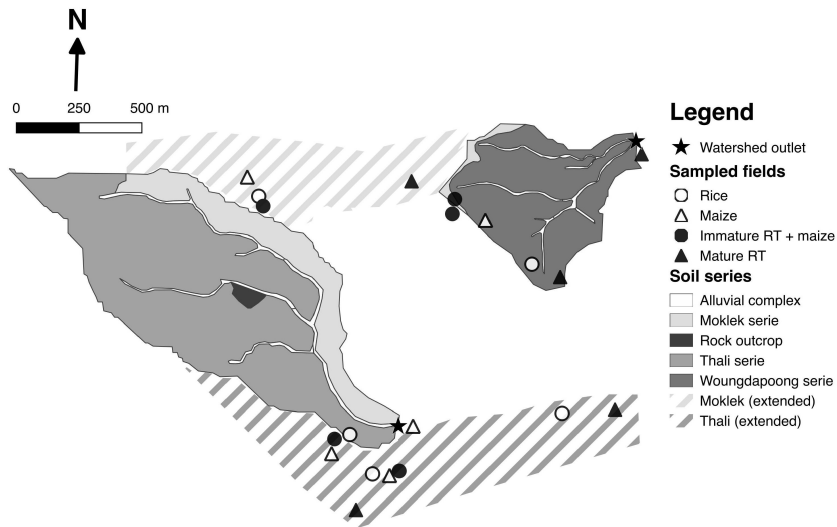 N
0 250 500 m
Legend
Watershed outlet
Sampled fields
Rice
Maize
Immature RT + maize
Mature RT
Soil series
Alluvial complex
Moklek serie
Rock outcrop
Thali serie
Woungdapoong serie
Moklek (extended)
Thali (extended)